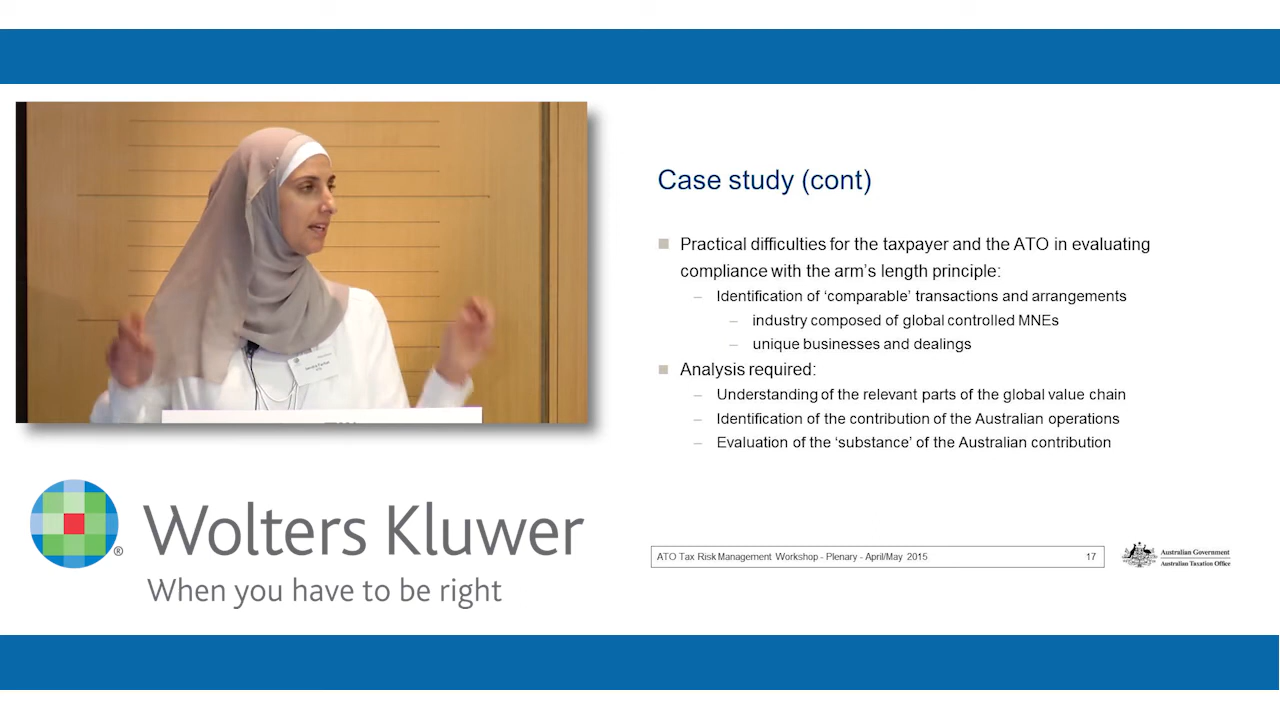 Case study (cont)
Practical difficulties for the taxpayer and the ATO in evaluating
compliance with the arm's length principle:
– Identification of ‘comparable’ transactions and arrangements
– industry composed of global controlled MNEs
– unique businesses and dealings
Analysis required:
– Understanding of the relevant parts of the global value chain
– Identification of the contribution of the Australian operations
– Evaluation of the ‘substance’ of the Australian contribution
ATO Tax Risk Management Workshop - Plenary - April/May 2015 17
Australian Government
Australian Taxation Office
Wolters Kluwer
®
When you have to be right